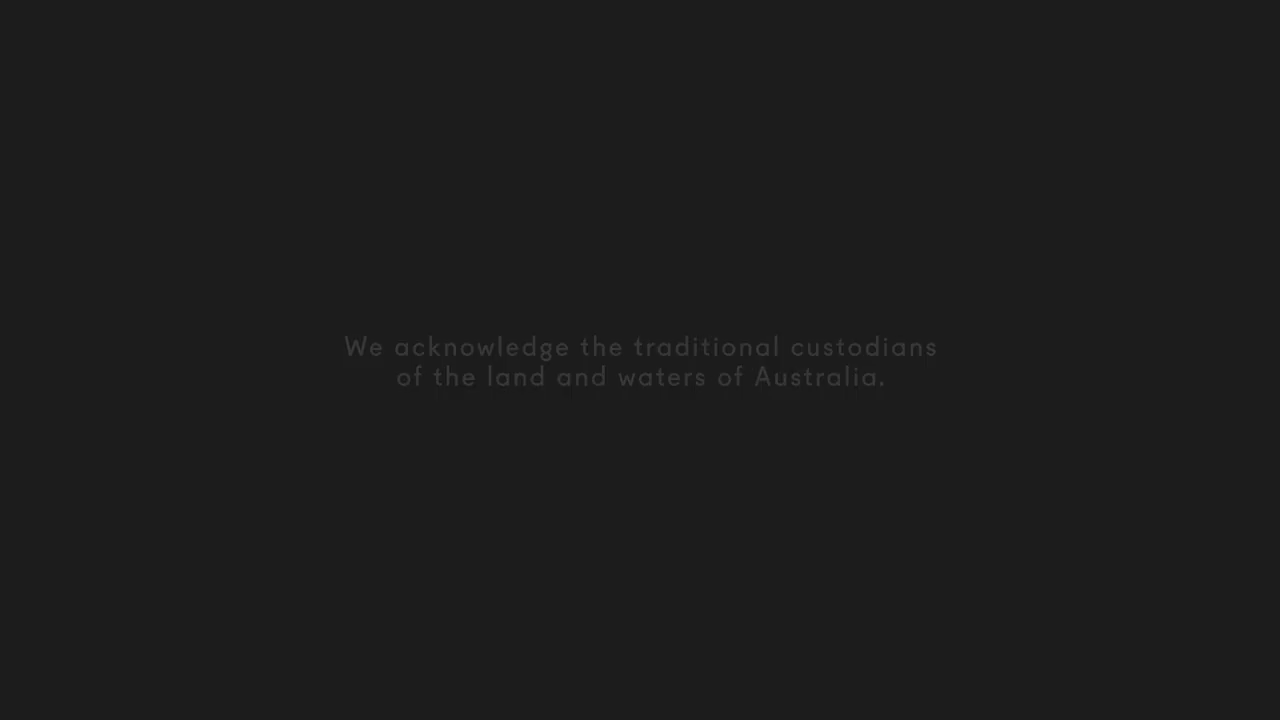 We acknowledge the traditional custodians
of the land and waters of Australia.